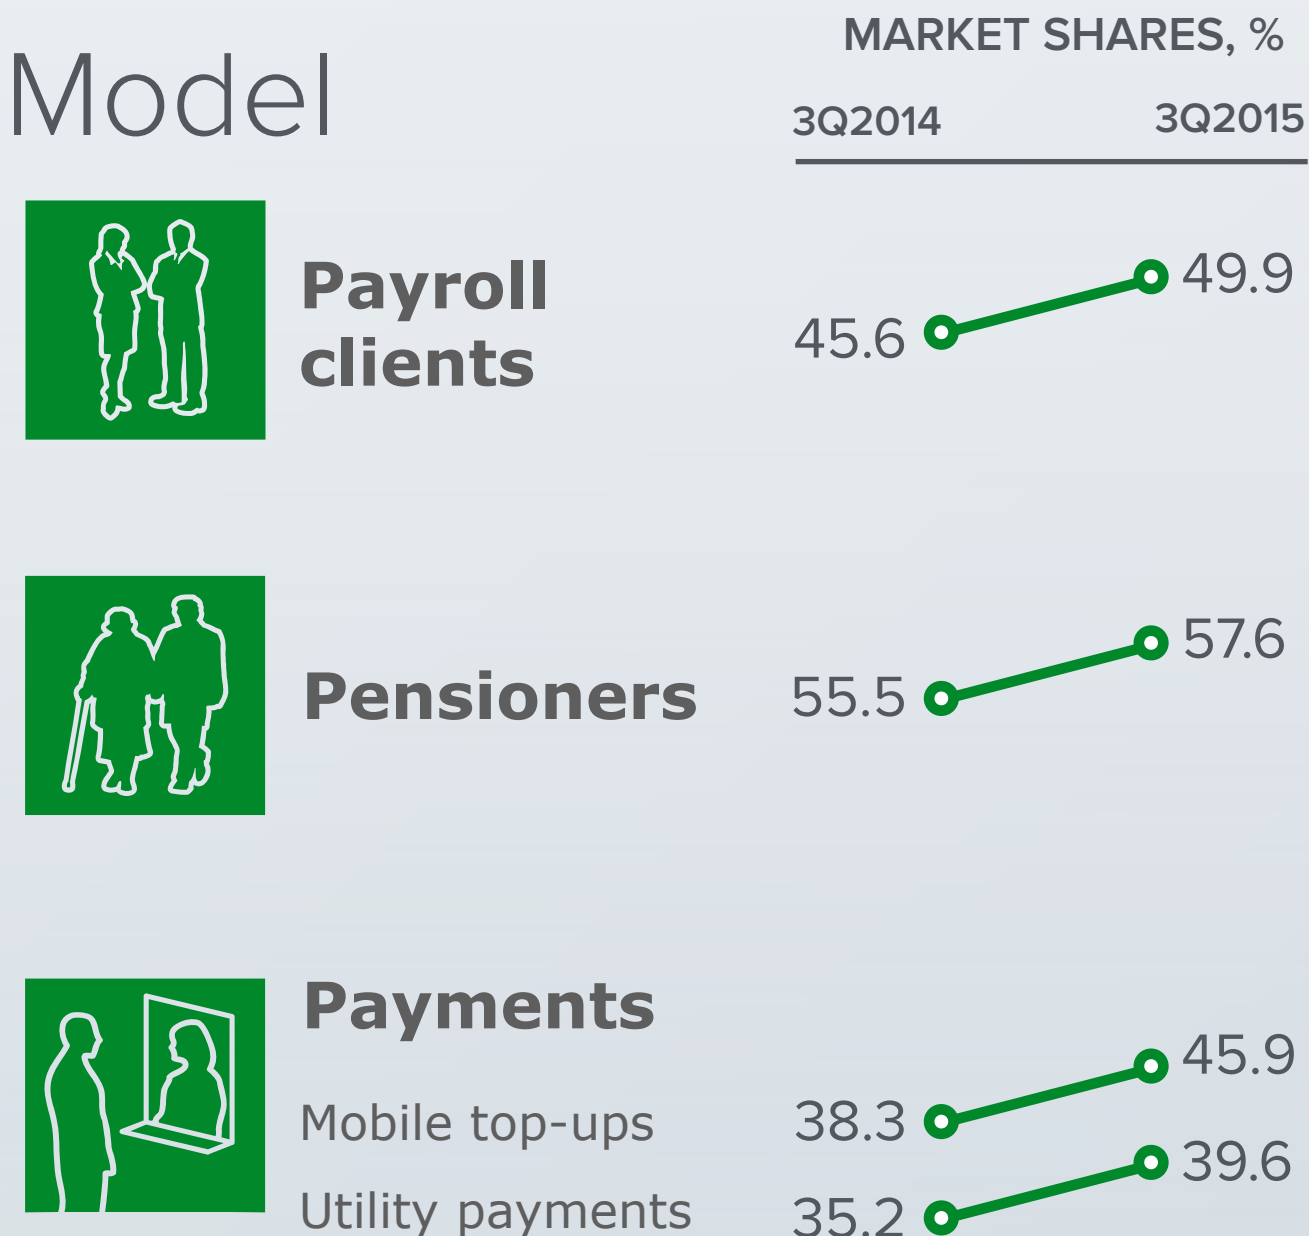 Model
MARKET SHARES, %
3Q2014 3Q2015
Payroll
clients
45.6 49.9
Pensioners
55.5 57.6
Payments
Mobile top-ups 38.3 45.9
Utility payments 35.2 39.6